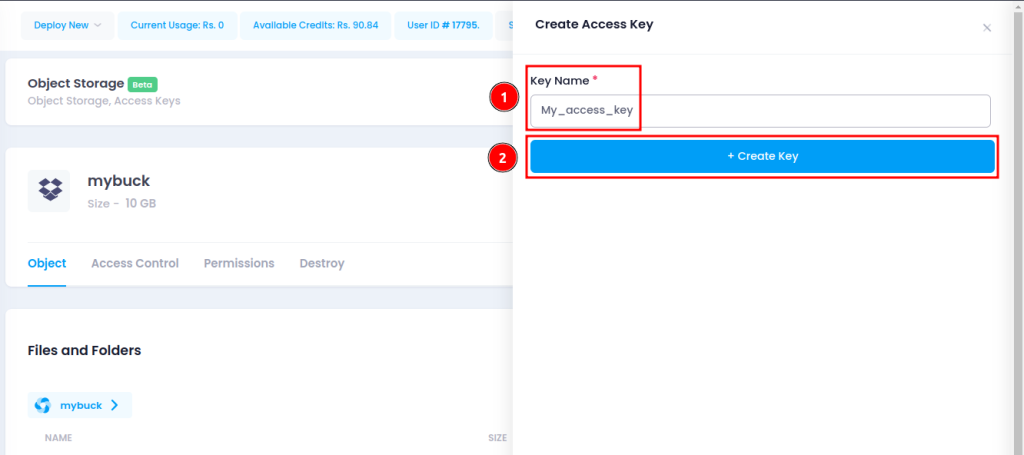 Deploy New
Current Usage: Rs. 0
Available Credits: Rs. 90.84
User ID # 17795.
Create Access Key
Object Storage Beta
Object Storage, Access Keys
Key Name *
1
My_access_key
2
+ Create Key
mybuck
Size - 10 GB
Object
Access Control
Permissions
Destroy
Files and Folders
mybuck
NAME
SIZE